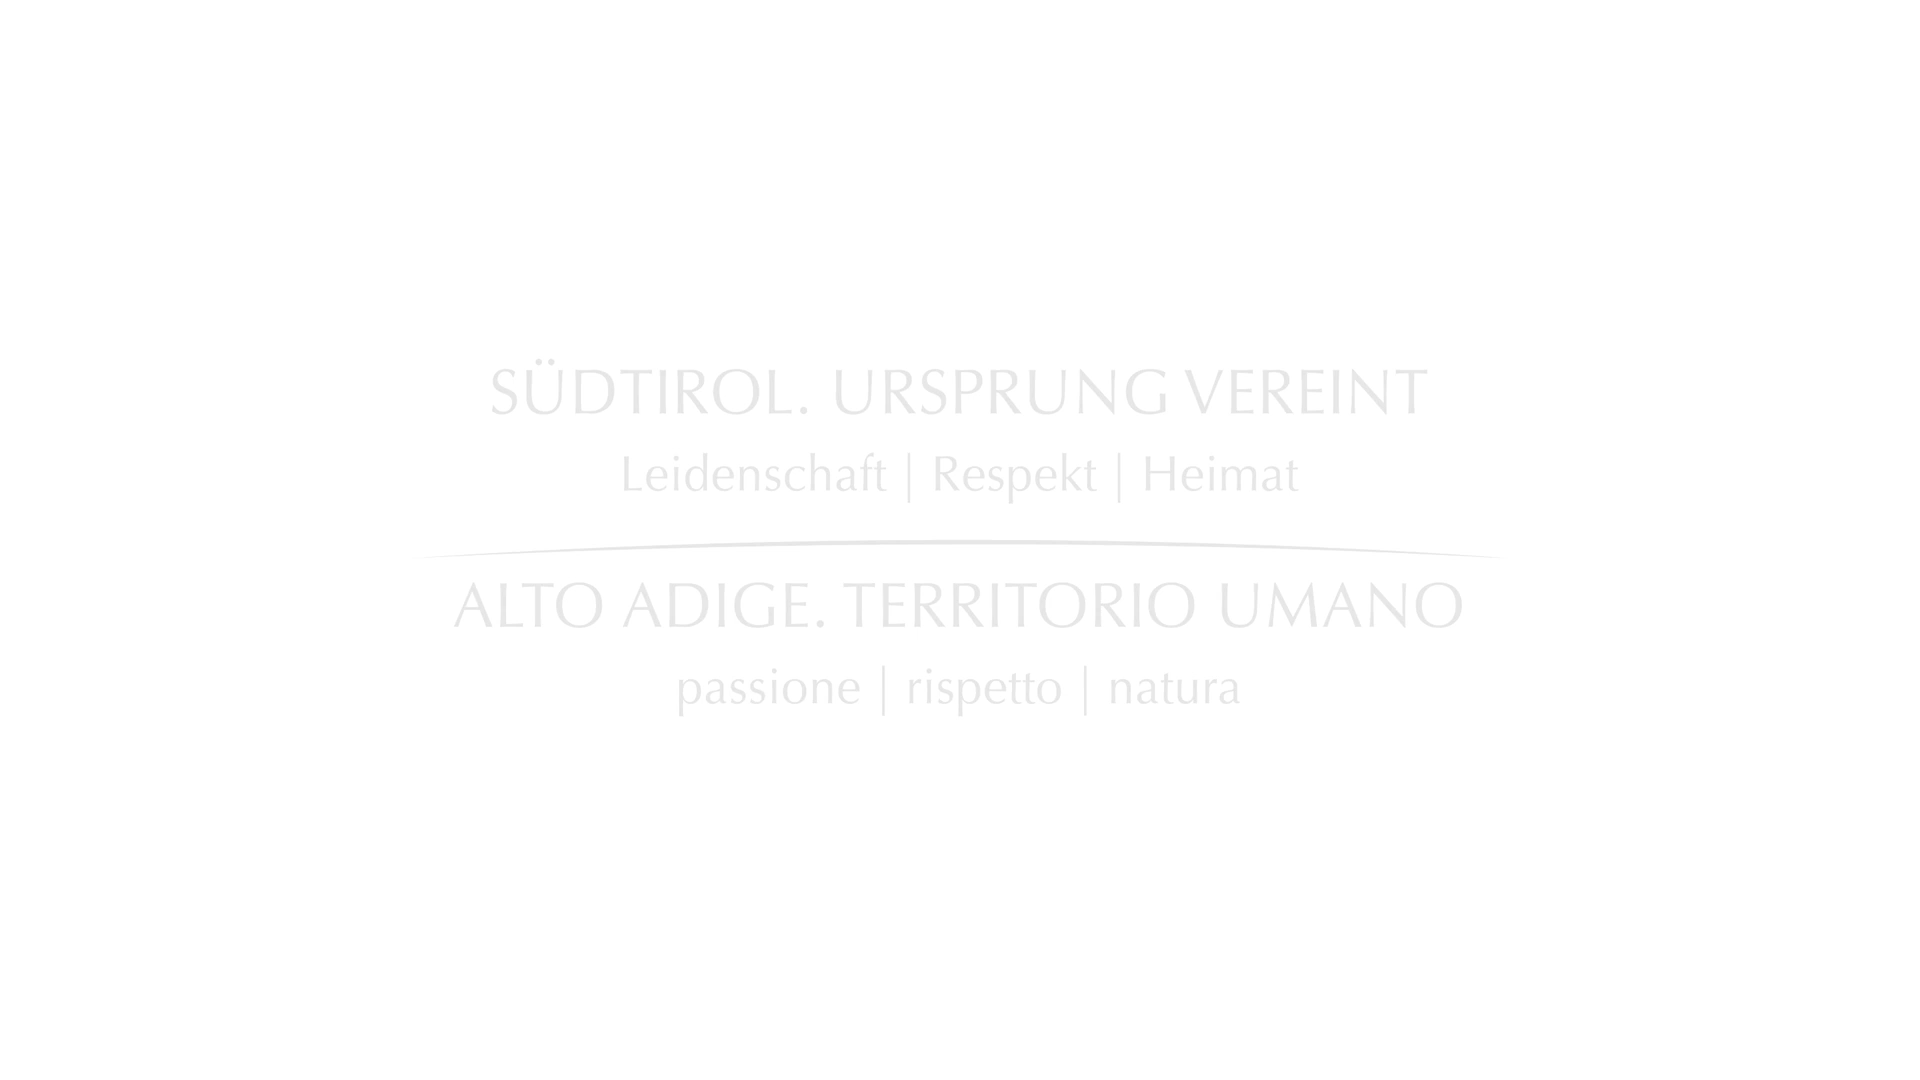 SÜDTIROL. URSPRUNG VEREINT
Leidenschaft | Respekt | Heimat
ALTO ADIGE. TERRITORIO UMANO
passione | rispetto | natura